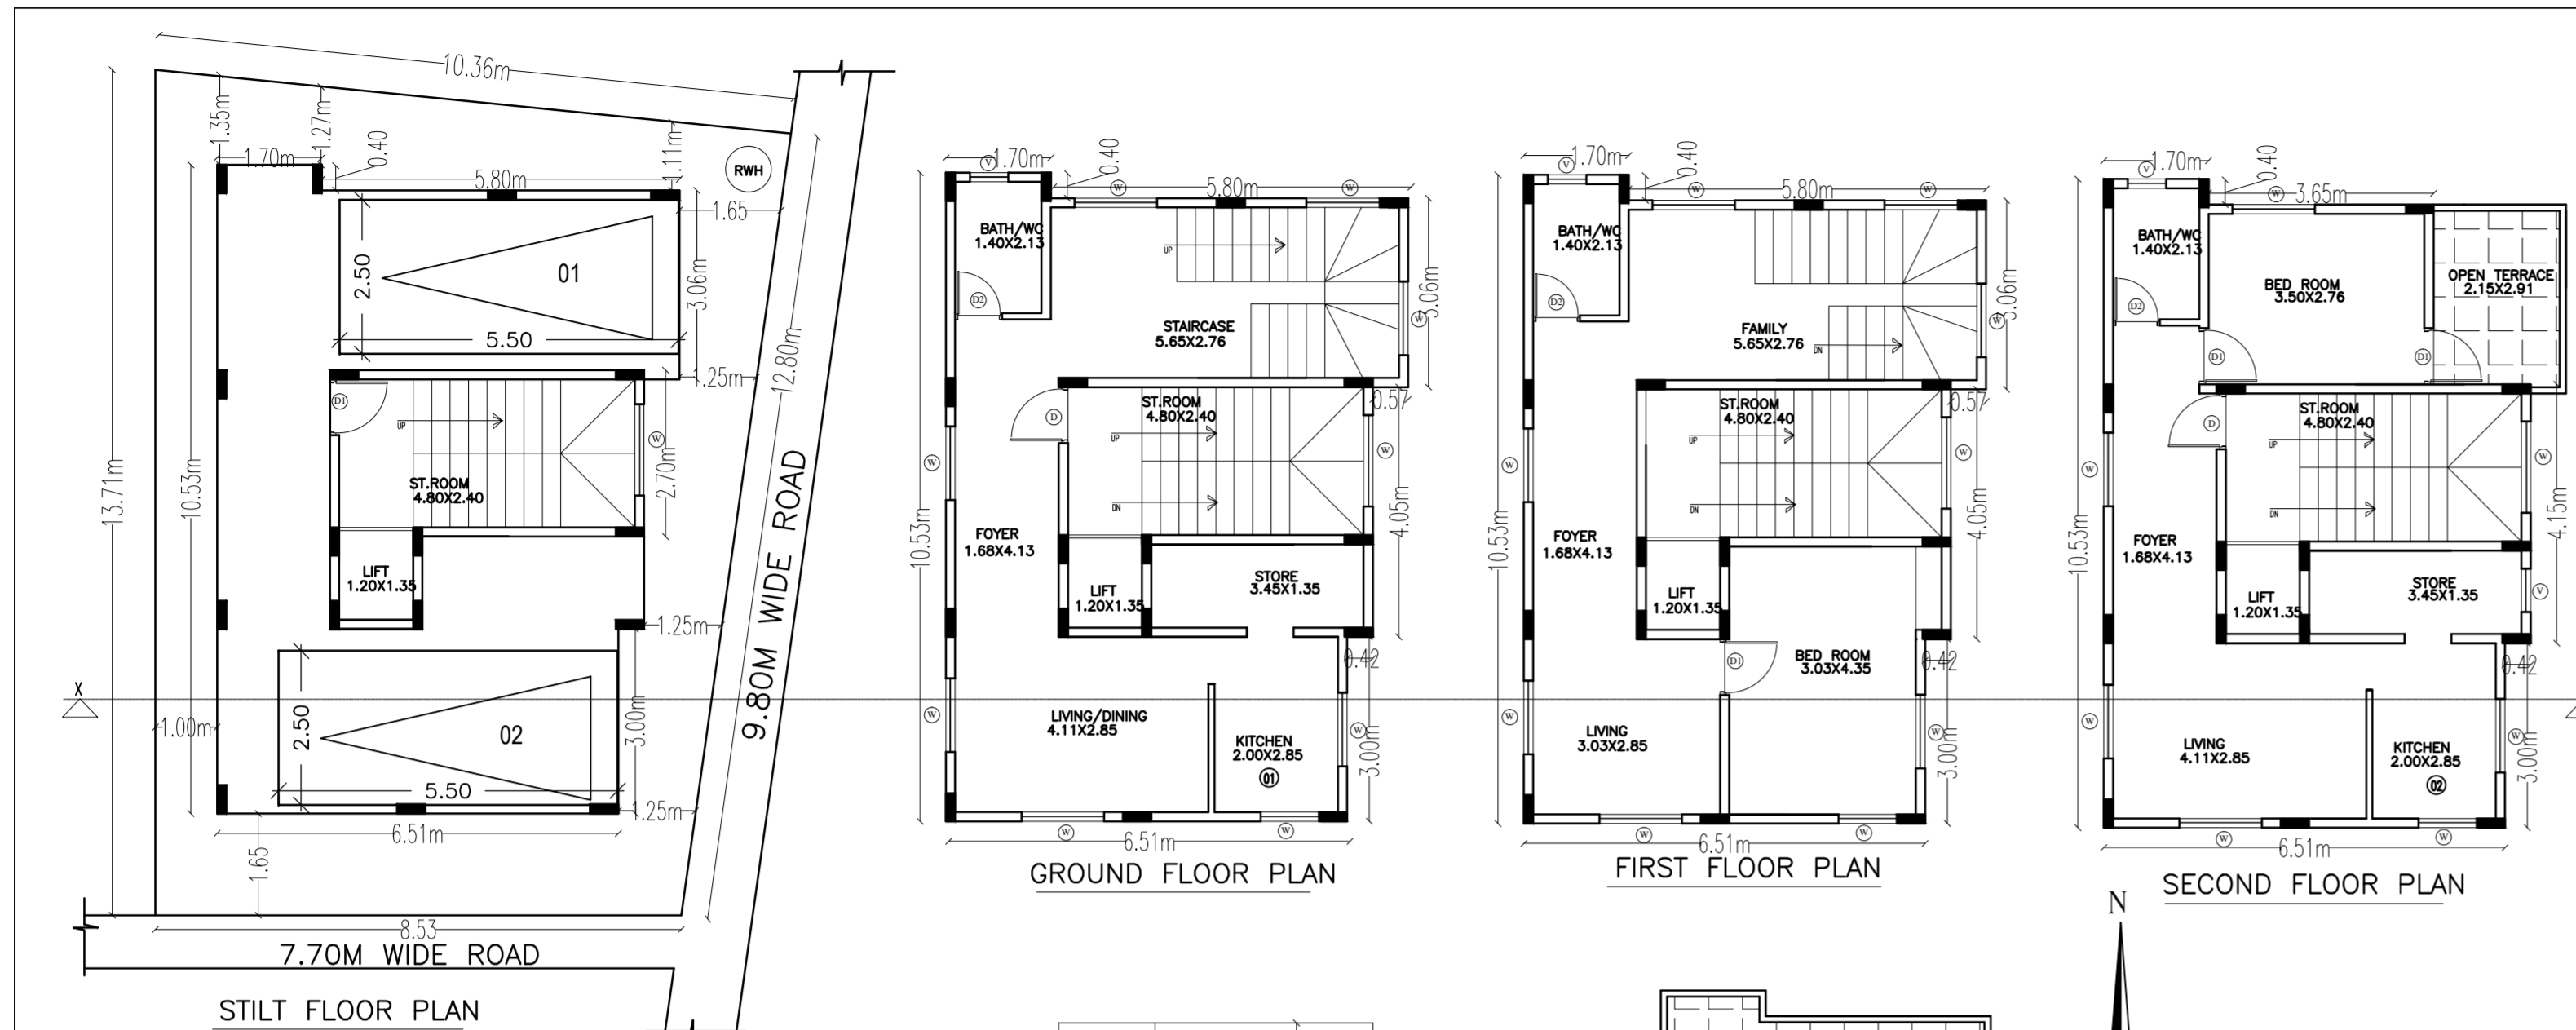 10.36m
1.35m
1.27m
0.40
1.11m
1.70m
5.80m
RWH
1.65
2.50
01
5.50
3.06m
12.80m
1.25m
D1
UP
W
ST.ROOM
4.80X2.40
2.70m
13.71m
10.53m
LIFT
1.20X1.35
1.25m
9.80M WIDE ROAD
X
1.00m
2.50
02
5.50
3.00m
1.25m
6.51m
1.65
8.53
7.70M WIDE ROAD
STILT FLOOR PLAN
1.70m
0.40
V
W
5.80m
W
BATH/WC
1.40X2.13
UP
D2
STAIRCASE
5.65X2.76
3.06m
W
D
ST.ROOM
4.80X2.40
0.57
W
UP
W
DN
10.53m
FOYER
1.68X4.13
4.05m
LIFT
1.20X1.35
STORE
3.45X1.35
0.42
W
LIVING/DINING
4.11X2.85
KITCHEN
2.00X2.85
01
W
3.00m
W
W
6.51m
GROUND FLOOR PLAN
1.70m
0.40
V
W
5.80m
W
BATH/WC
1.40X2.13
D2
FAMILY
5.65X2.76
DN
3.06m
W
ST.ROOM
4.80X2.40
0.57
W
UP
W
DN
10.53m
FOYER
1.68X4.13
4.05m
LIFT
1.20X1.35
D1
BED ROOM
3.03X4.35
0.42
W
LIVING
3.03X2.85
W
3.00m
W
W
6.51m
FIRST FLOOR PLAN
1.70m
0.40
V
W
3.65m
BATH/WC
1.40X2.13
D2
BED ROOM
3.50X2.76
OPEN TERRACE
2.15X2.91
D1
D1
D
ST.ROOM
4.80X2.40
UP
W
W
DN
10.53m
FOYER
1.68X4.13
4.15m
LIFT
1.20X1.35
STORE
3.45X1.35
V
0.42
W
LIVING
4.11X2.85
KITCHEN
2.00X2.85
02
W
3.00m
W
W
6.51m
SECOND FLOOR PLAN
N